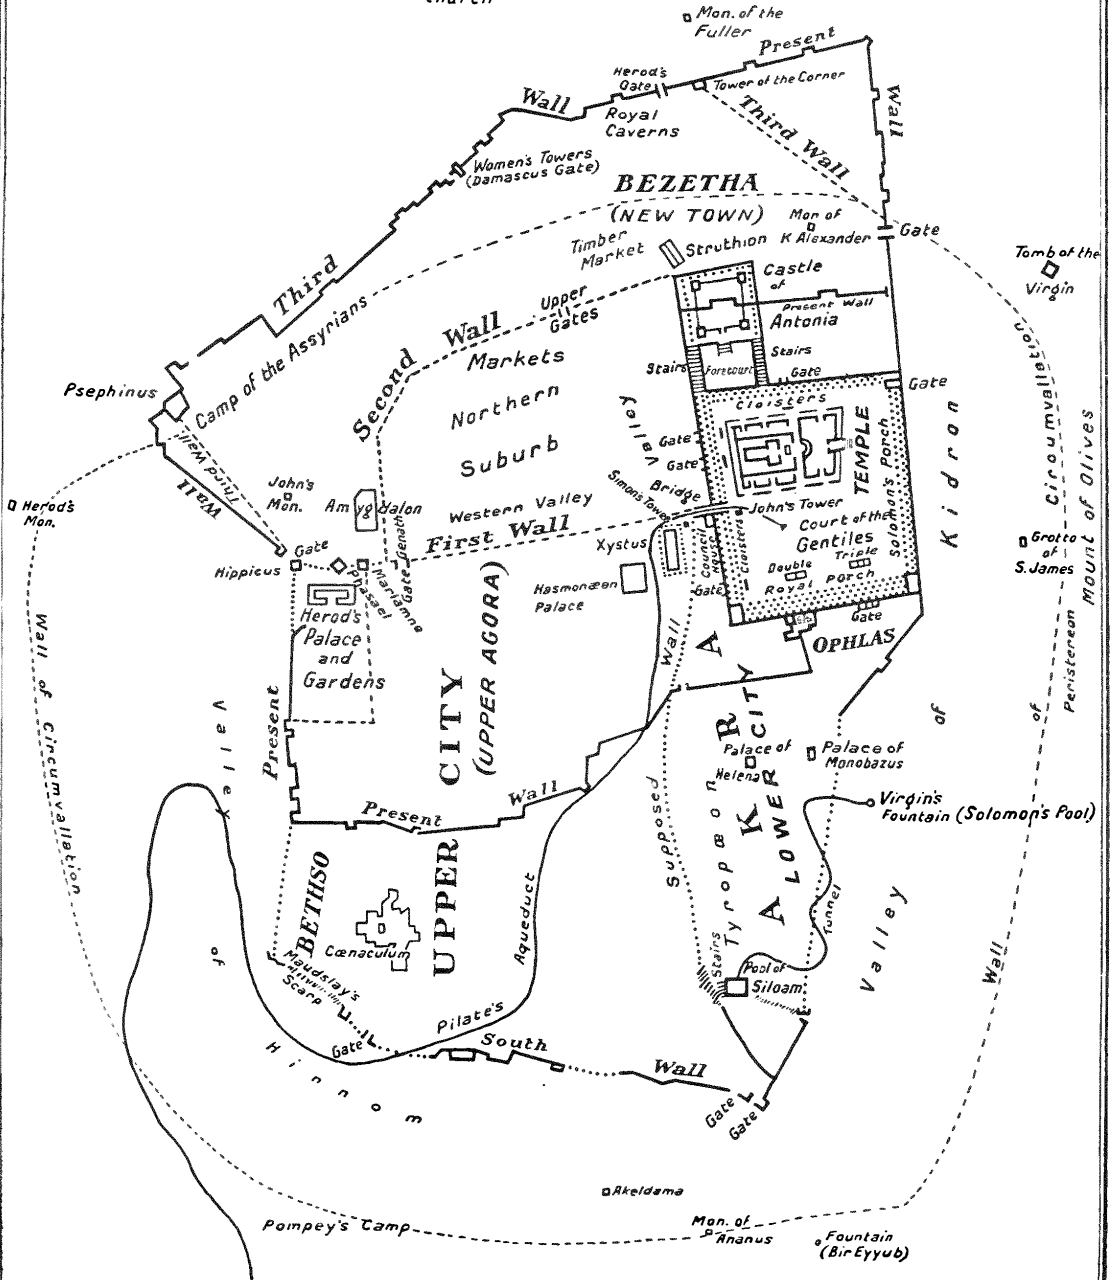 Church
Mon. of the
Fuller
Present
Herod's
Gate
Tower of the Corner
Wall
Royal
Caverns
Third Wall
Wall
Women's Towers
(Damascus Gate)
BEZETHA
(NEW TOWN)
Mon of
K Alexander
Gate
Timber
Market
Struthion
Tomb of the
Virgin
Third
Castle
of
Antonia
Present Wall
Upper
Gates
Second Wall
Camp of the Assyrians
Markets
Stairs
Forecourt
Stairs
Gate
Gate
Psephinus
Northern
Suburb
Valley
Cloisters
TEMPLE
Solomon's Porch
Kidron
Circumvallation
Mount of Olives
Third Wall
Wall
Gate
Gate
Herod's
Mon.
John's
Mon.
Amygdalon
Western Valley
Bridge
Simon's Tower
John's Tower
Court of the
Gentiles
First Wall
Gate Genath
Xystus
Council
House
Cloisters
Triple
Double
Royal Porch
Grotto
of
S. James
Gate
Hippicus
Phasael
Mariamne
Hasmonæan
Palace
Gate
Gate
Herod's
Palace
and
Gardens
OPHLAS
Wall
Peristereon
Wall of Circumvallation
Valley
of
Hinnom
Present
UPPER CITY
(UPPER AGORA)
AKRA
LOWER CITY
of
of
Palace of
Helena
Palace of
Monobazus
Virgin's
Fountain (Solomon's Pool)
Present Wall
Supposed
Tyropœon
BETHSO
Cœnaculum
Aqueduct
Tunnel
Valley
Wall
Stairs
Pool of
Siloam
Maudslay's
Scarp
Pilate's
Gate
South
Wall
Gate
Gate
Akeldama
Pompey's Camp
Mon. of
Ananus
Fountain
(Bir Eyyub)